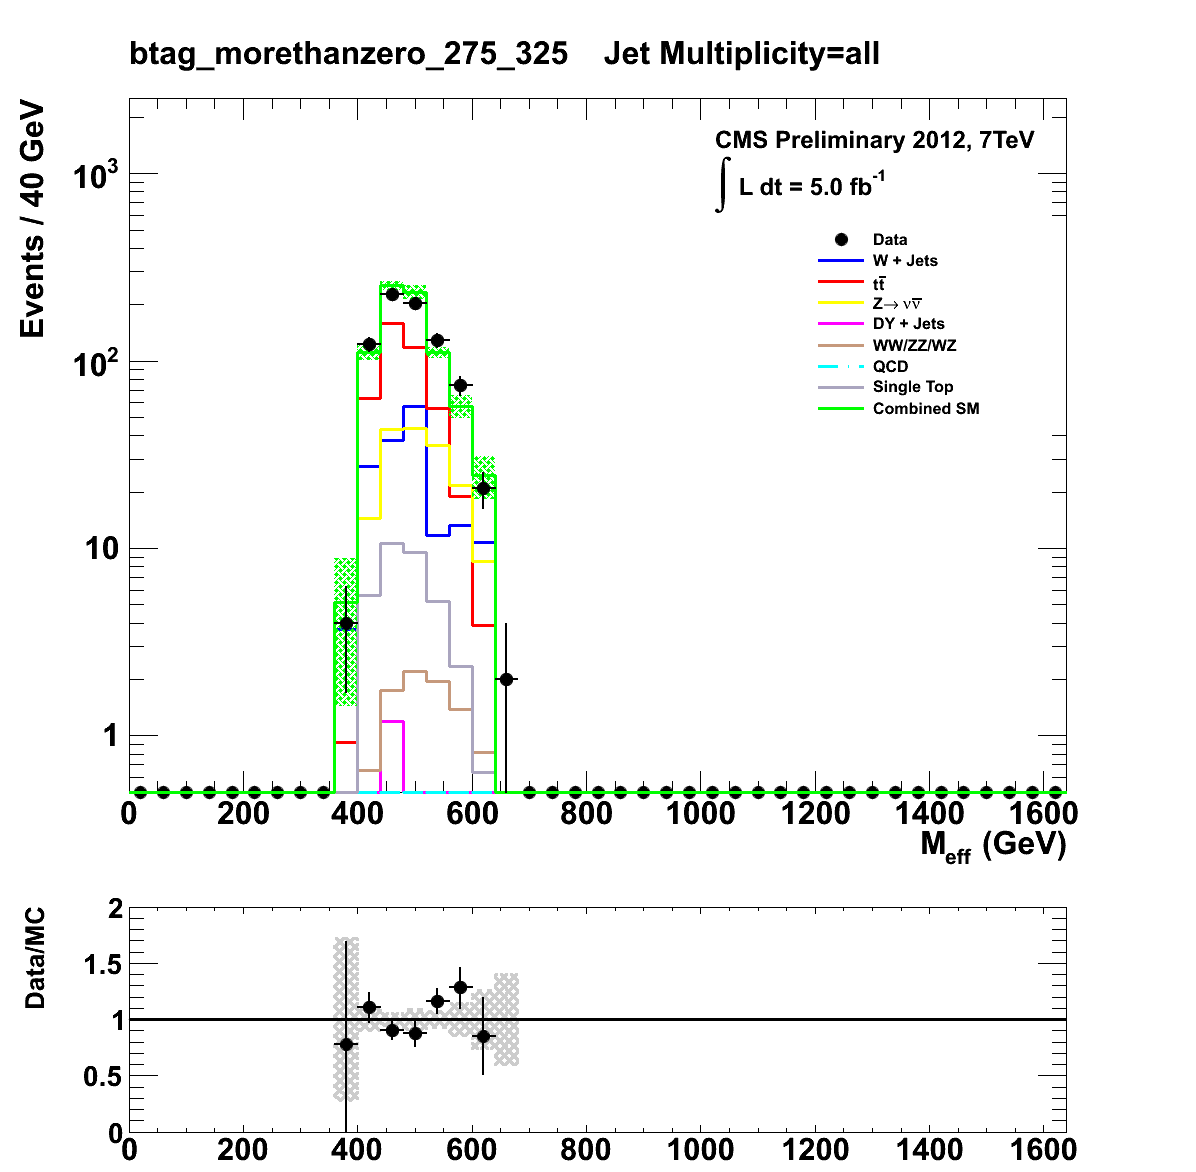 btag_morethanzero_275_325 Jet Multiplicity=all
Events / 40 GeV
CMS Preliminary 2012, 7TeV
∫ L dt = 5.0 fb⁻¹
Data
W + Jets
tt̅
Z→ νν̅
DY + Jets
WW/ZZ/WZ
QCD
Single Top
Combined SM
10³
10²
10
1
0 200 400 600 800 1000 1200 1400 1600
M_eff (GeV)
Data/MC
2
1.5
1
0.5
0
0 200 400 600 800 1000 1200 1400 1600